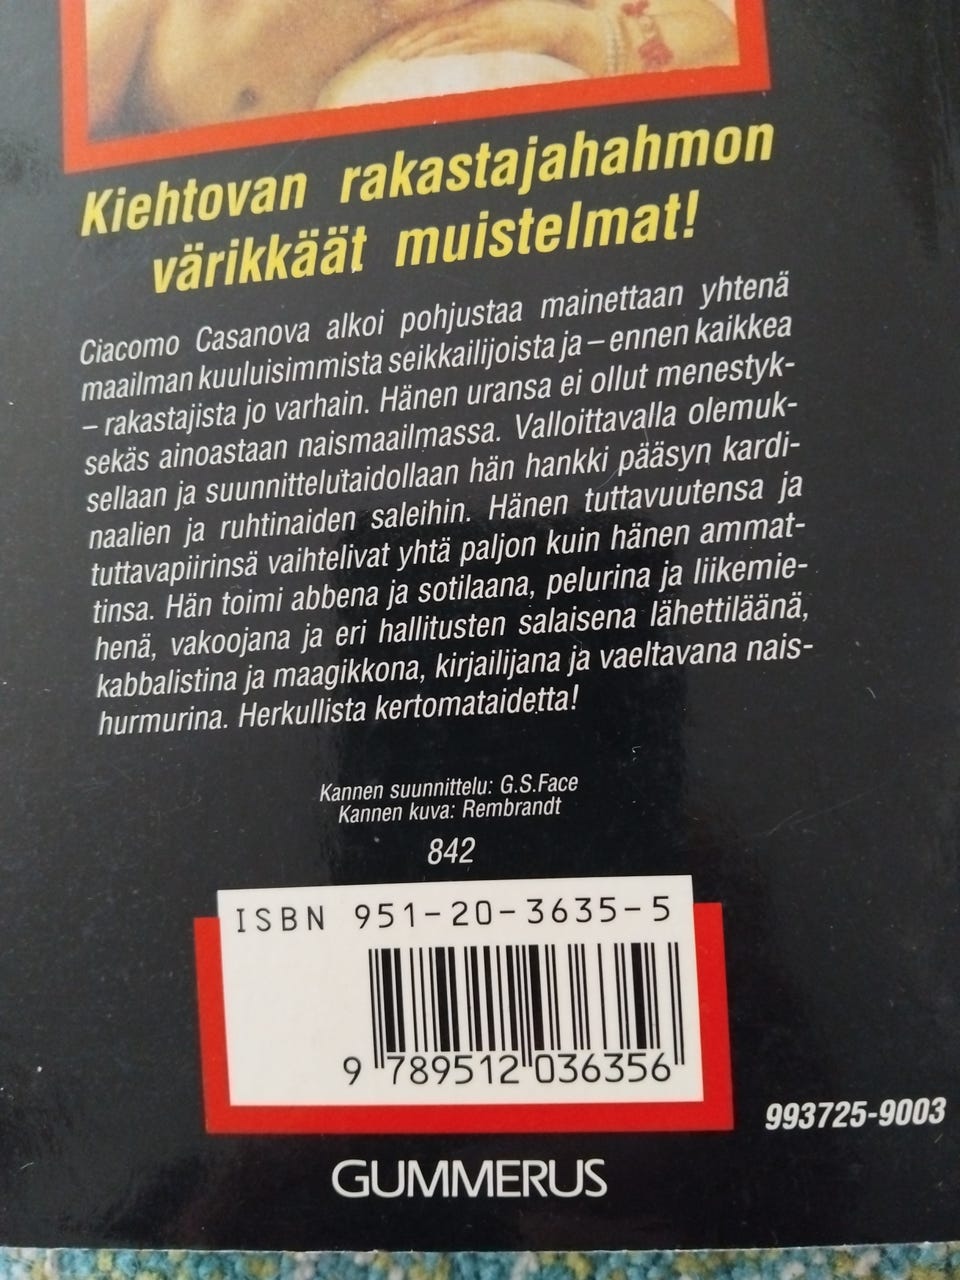 Kiehtovan rakastajahahmon
värikkäät muistelmat!
Ciacomo Casanova alkoi pohjustaa mainettaan yhtenä
maailman kuuluisimmista seikkailijoista ja – ennen kaikkea
– rakastajista jo varhain. Hänen uransa ei ollut menestyk-
sekäs ainoastaan naismaailmassa. Valloittavalla olemuk-
sellaan ja suunnittelutaidollaan hän hankki pääsyn kardi-
naalien ja ruhtinaiden saleihin. Hänen tuttavuutensa ja
tuttavapiirinsä vaihtelivat yhtä paljon kuin hänen ammat-
tinsa. Hän toimi abbena ja sotilaana, pelurina ja liikemie-
henä, vakoojana ja eri hallitusten salaisena lähettiläänä,
kabbalistina ja maagikkona, kirjailijana ja vaeltavana nais-
hurmurina. Herkullista kertomataidetta!
Kannen suunnittelu: G.S.Face
Kannen kuva: Rembrandt
842
ISBN 951-20-3635-5
9 789512 036356
993725-9003
GUMMERUS